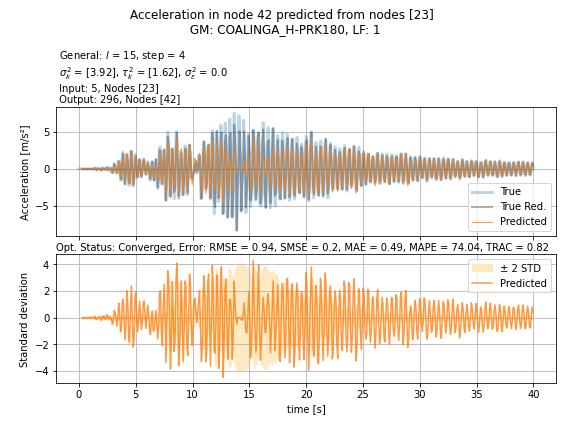 Acceleration in node 42 predicted from nodes [23]
GM: COALINGA_H-PRK180, LF: 1
General: l = 15, step = 4
σ²ₖ = [3.92], τ²ₖ = [1.62], σ²ₑ = 0.0
Input: 5, Nodes [23]
Output: 296, Nodes [42]
Acceleration [m/s²]
5
0
−5
True
True Red.
Predicted
Opt. Status: Converged, Error: RMSE = 0.94, SMSE = 0.2, MAE = 0.49, MAPE = 74.04, TRAC = 0.82
Standard deviation
4
2
0
−2
−4
± 2 STD
Predicted
0 5 10 15 20 25 30 35 40
time [s]